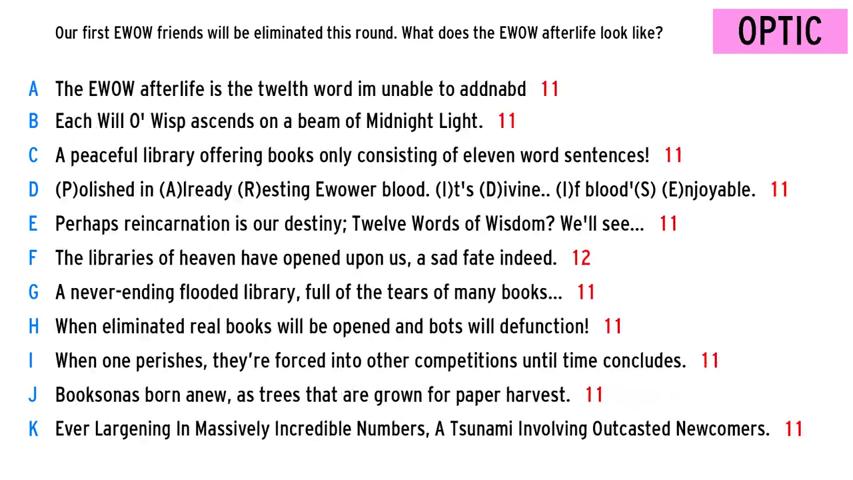 Our first EWOW friends will be eliminated this round. What does the EWOW afterlife look like?
OPTIC
A The EWOW afterlife is the twelth word im unable to addnabd 11
B Each Will O' Wisp ascends on a beam of Midnight Light. 11
C A peaceful library offering books only consisting of eleven word sentences! 11
D (P)olished in (A)lready (R)esting Ewower blood. (I)t's (D)ivine.. (I)f blood'(S) (E)njoyable. 11
E Perhaps reincarnation is our destiny; Twelve Words of Wisdom? We'll see... 11
F The libraries of heaven have opened upon us, a sad fate indeed. 12
G A never-ending flooded library, full of the tears of many books... 11
H When eliminated real books will be opened and bots will defunction! 11
I When one perishes, they’re forced into other competitions until time concludes. 11
J Booksonas born anew, as trees that are grown for paper harvest. 11
K Ever Largening In Massively Incredible Numbers, A Tsunami Involving Outcasted Newcomers. 11